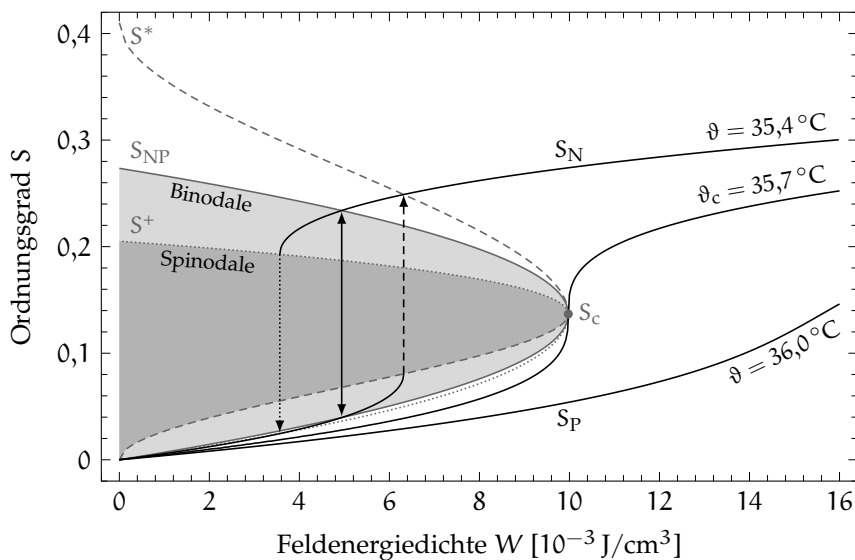 0,4
0,3
0,2
0,1
0
Ordnungsgrad S
S*
S_NP
Binodale
S⁺
Spinodale
S_N
ϑ = 35,4 °C
ϑ_c = 35,7 °C
S_c
ϑ = 36,0 °C
S_P
0 2 4 6 8 10 12 14 16
Feldenergiedichte W [10⁻³ J/cm³]